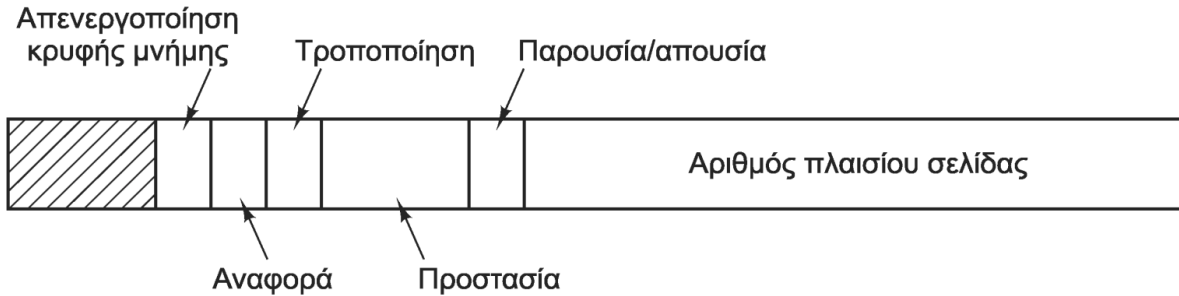 Απενεργοποίηση
κρυφής μνήμης
Τροποποίηση
Παρουσία/απουσία
Αριθμός πλαισίου σελίδας
Αναφορά
Προστασία